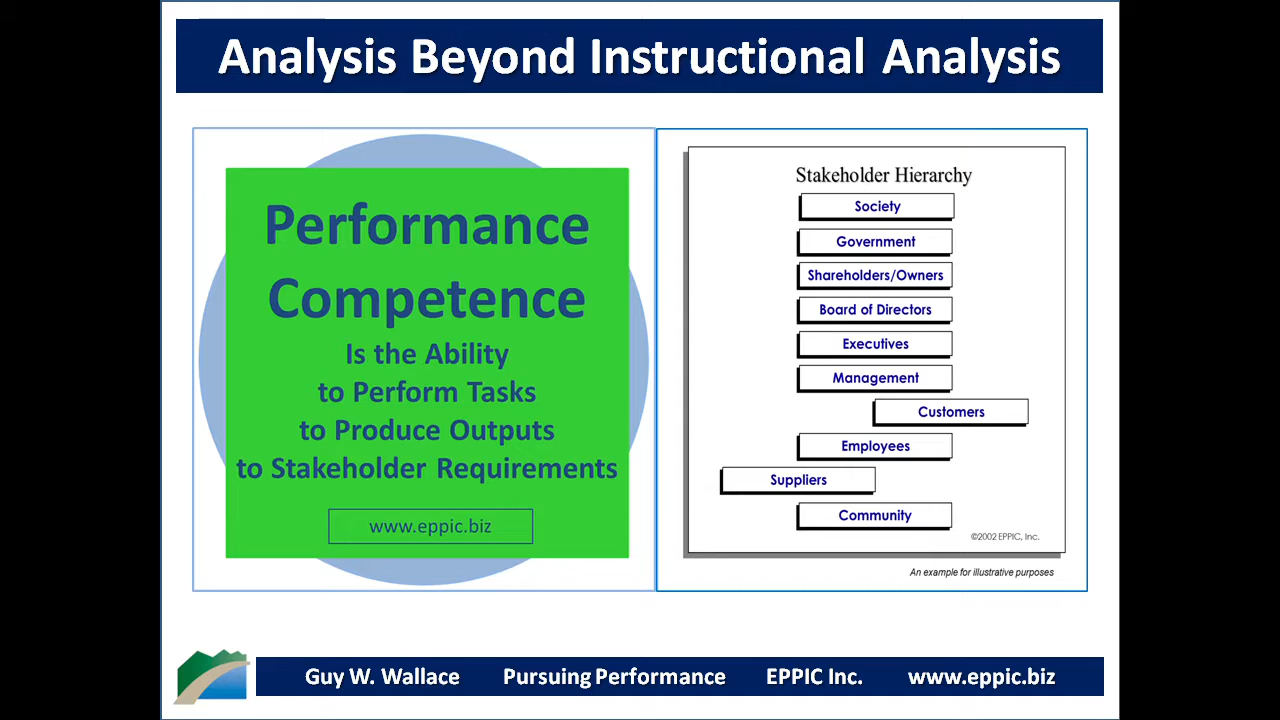 Analysis Beyond Instructional Analysis
Performance
Competence
Is the Ability
to Perform Tasks
to Produce Outputs
to Stakeholder Requirements
www.eppic.biz
Stakeholder Hierarchy
Society
Government
Shareholders/Owners
Board of Directors
Executives
Management
Customers
Employees
Suppliers
Community
©2002 EPPIC, Inc.
An example for illustrative purposes
Guy W. Wallace Pursuing Performance EPPIC Inc. www.eppic.biz